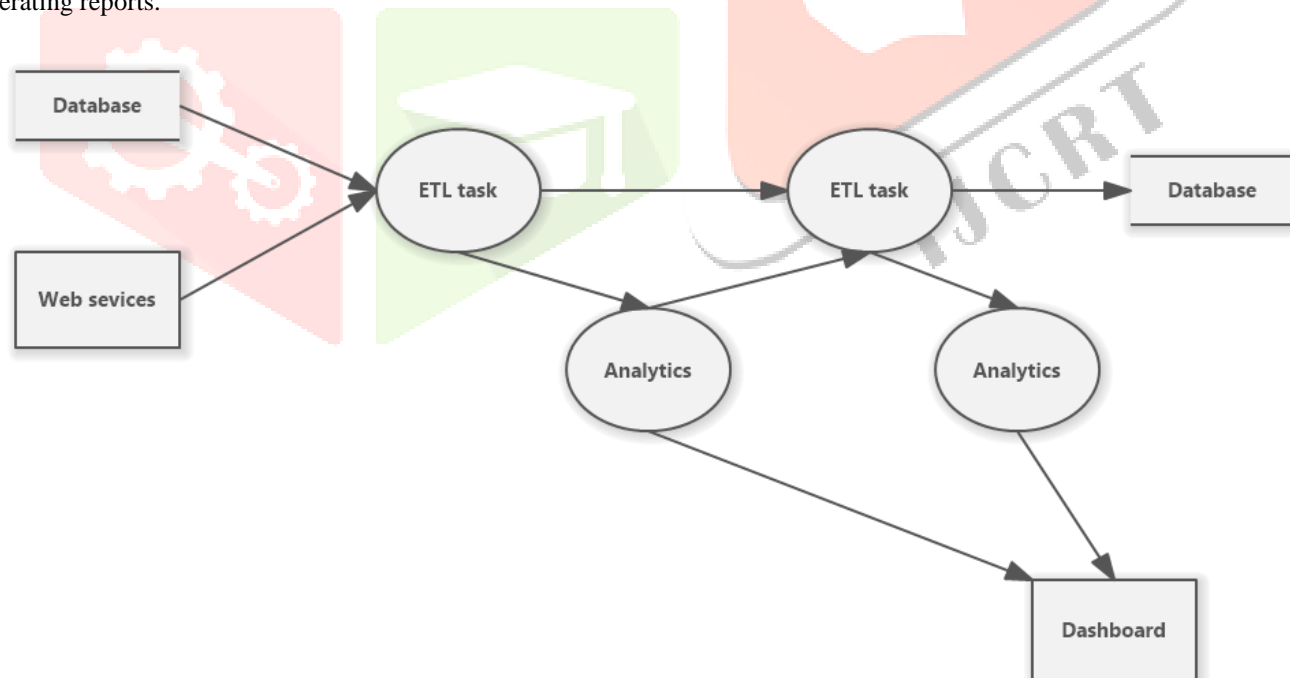 erating reports.
Database
ETL task
ETL task
Database
Web sevices
Analytics
Analytics
Dashboard
IJCRT